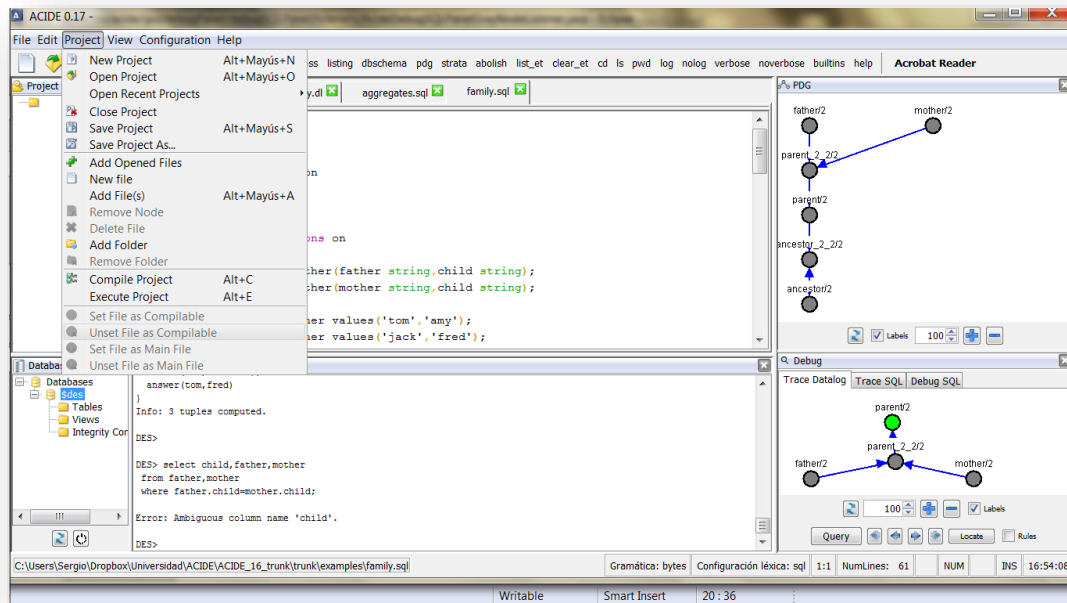 ACIDE 0.17 -
File Edit Project View Configuration Help
New Project Alt+Mayús+N
Open Project Alt+Mayús+O
Open Recent Projects
Close Project
Save Project Alt+Mayús+S
Save Project As...
Add Opened Files
New file
Add File(s) Alt+Mayús+A
Remove Node
Delete File
Add Folder
Remove Folder
Compile Project Alt+C
Execute Project Alt+E
Set File as Compilable
Unset File as Compilable
Set File as Main File
Unset File as Main File
ss listing dbschema pdg strata abolish list_et clear_et cd ls pwd log nolog verbose noverbose builtins help Acrobat Reader
Project
y.dl aggregates.sql family.sql
on
ons on
ther(father string,child string);
ther(mother string,child string);
her values('tom','amy');
her values('jack','fred');
PDG
father/2 mother/2
parent_2_2/2
parent/2
ancestor_2_2/2
ancestor/2
Labels 100
Databas
Databases
$des
Tables
Views
Integrity Cor
answer(tom,fred)
}
Info: 3 tuples computed.
DES>
DES> select child,father,mother
from father,mother
where father.child=mother.child;
Error: Ambiguous column name 'child'.
DES>
Debug
Trace Datalog Trace SQL Debug SQL
parent/2
parent_2_2/2
father/2 mother/2
100 Labels
Query Locate Rules
C:\Users\Sergio\Dropbox\Universidad\ACIDE\ACIDE_16_trunk\trunk\examples\family.sql Gramática: bytes Configuración léxica: sql 1:1 NumLines: 61 NUM INS 16:54:08
Writable Smart Insert 20 : 36